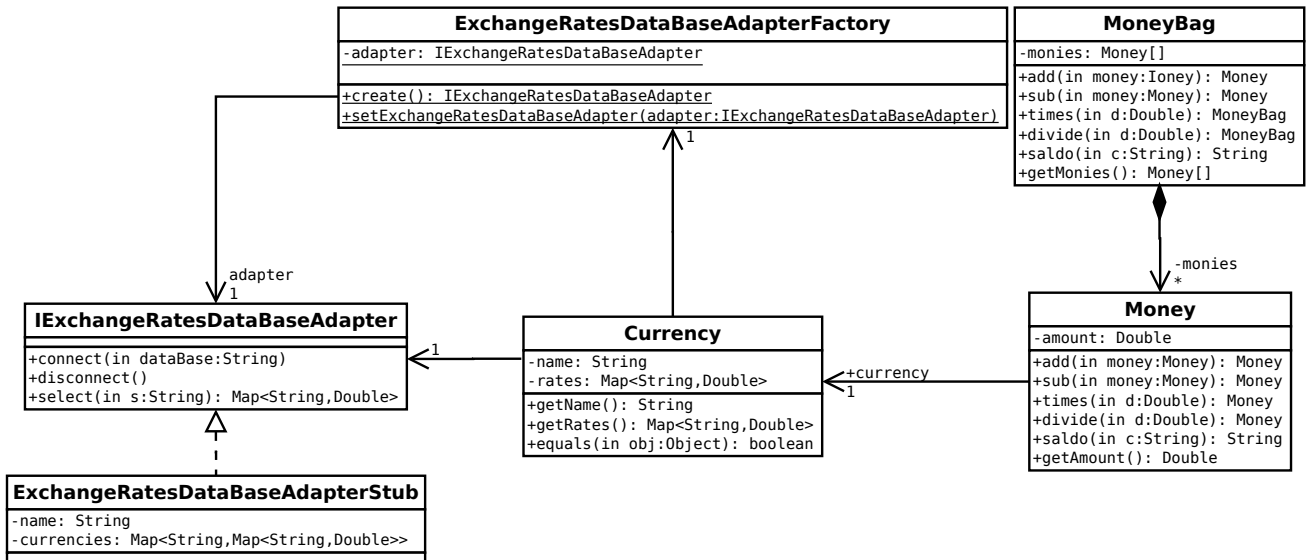 ExchangeRatesDataBaseAdapterFactory
-adapter: IExchangeRatesDataBaseAdapter
+create(): IExchangeRatesDataBaseAdapter
+setExchangeRatesDataBaseAdapter(adapter:IExchangeRatesDataBaseAdapter)
MoneyBag
-monies: Money[]
+add(in money:Ioney): Money
+sub(in money:Money): Money
+times(in d:Double): MoneyBag
+divide(in d:Double): MoneyBag
+saldo(in c:String): String
+getMonies(): Money[]
1
adapter
1
-monies
*
IExchangeRatesDataBaseAdapter
+connect(in dataBase:String)
+disconnect()
+select(in s:String): Map<String,Double>
1
Currency
-name: String
-rates: Map<String,Double>
+getName(): String
+getRates(): Map<String,Double>
+equals(in obj:Object): boolean
+currency
1
Money
-amount: Double
+add(in money:Money): Money
+sub(in money:Money): Money
+times(in d:Double): Money
+divide(in d:Double): Money
+saldo(in c:String): String
+getAmount(): Double
ExchangeRatesDataBaseAdapterStub
-name: String
-currencies: Map<String,Map<String,Double>>